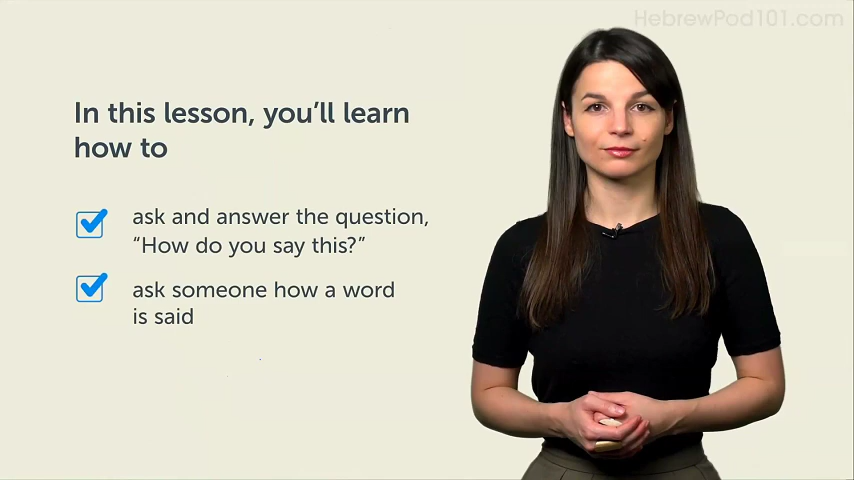 HebrewPod101.com
In this lesson, you’ll learn
how to
ask and answer the question,
“How do you say this?”
ask someone how a word
is said